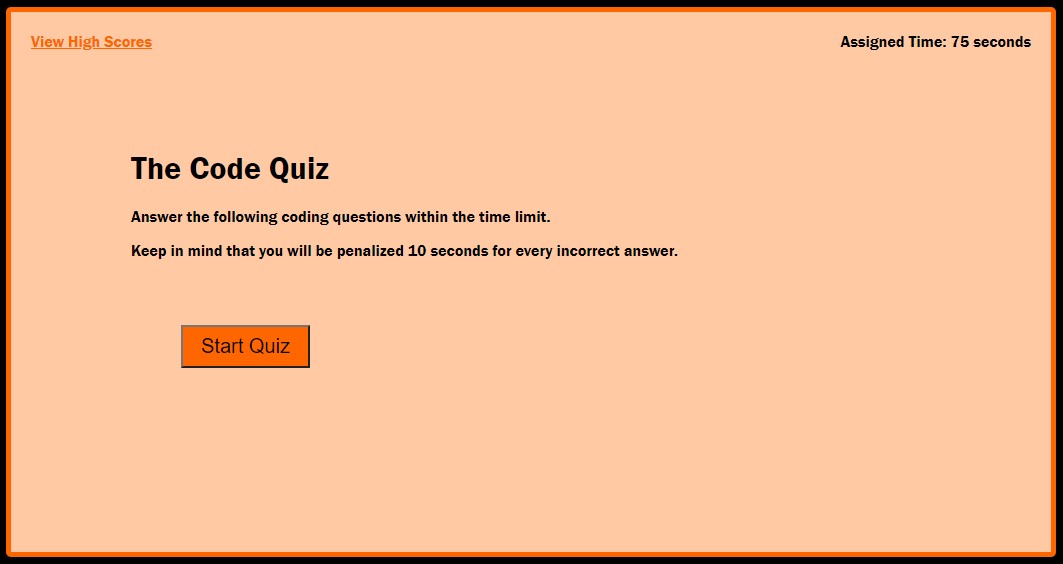 View High Scores
Assigned Time: 75 seconds
The Code Quiz
Answer the following coding questions within the time limit.
Keep in mind that you will be penalized 10 seconds for every incorrect answer.
Start Quiz